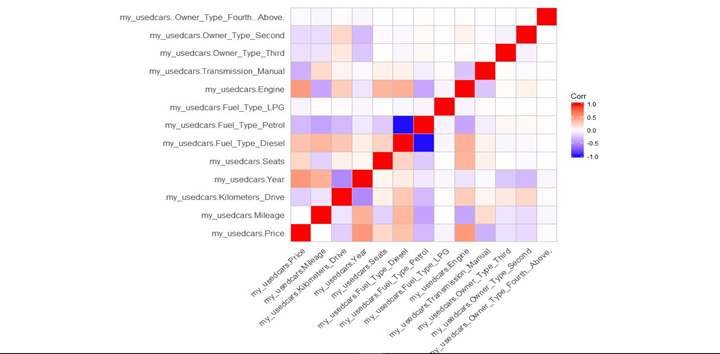 my_usedcars..Owner_Type_Fourth...Above.
my_usedcars.Owner_Type_Second
my_usedcars.Owner_Type_Third
my_usedcars.Transmission_Manual
my_usedcars.Engine
my_usedcars.Fuel_Type_LPG
my_usedcars.Fuel_Type_Petrol
my_usedcars.Fuel_Type_Diesel
my_usedcars.Seats
my_usedcars.Year
my_usedcars.Kilometers_Drive
my_usedcars.Mileage
my_usedcars.Price
Corr
1.0
0.5
0.0
-0.5
-1.0
my_usedcars.Price
my_usedcars.Mileage
my_usedcars.Kilometers_Drive
my_usedcars.Year
my_usedcars.Seats
my_usedcars.Fuel_Type_Diesel
my_usedcars.Fuel_Type_Petrol
my_usedcars.Fuel_Type_LPG
my_usedcars.Engine
my_usedcars.Transmission_Manual
my_usedcars.Owner_Type_Third
my_usedcars.Owner_Type_Second
my_usedcars..Owner_Type_Fourth...Above.